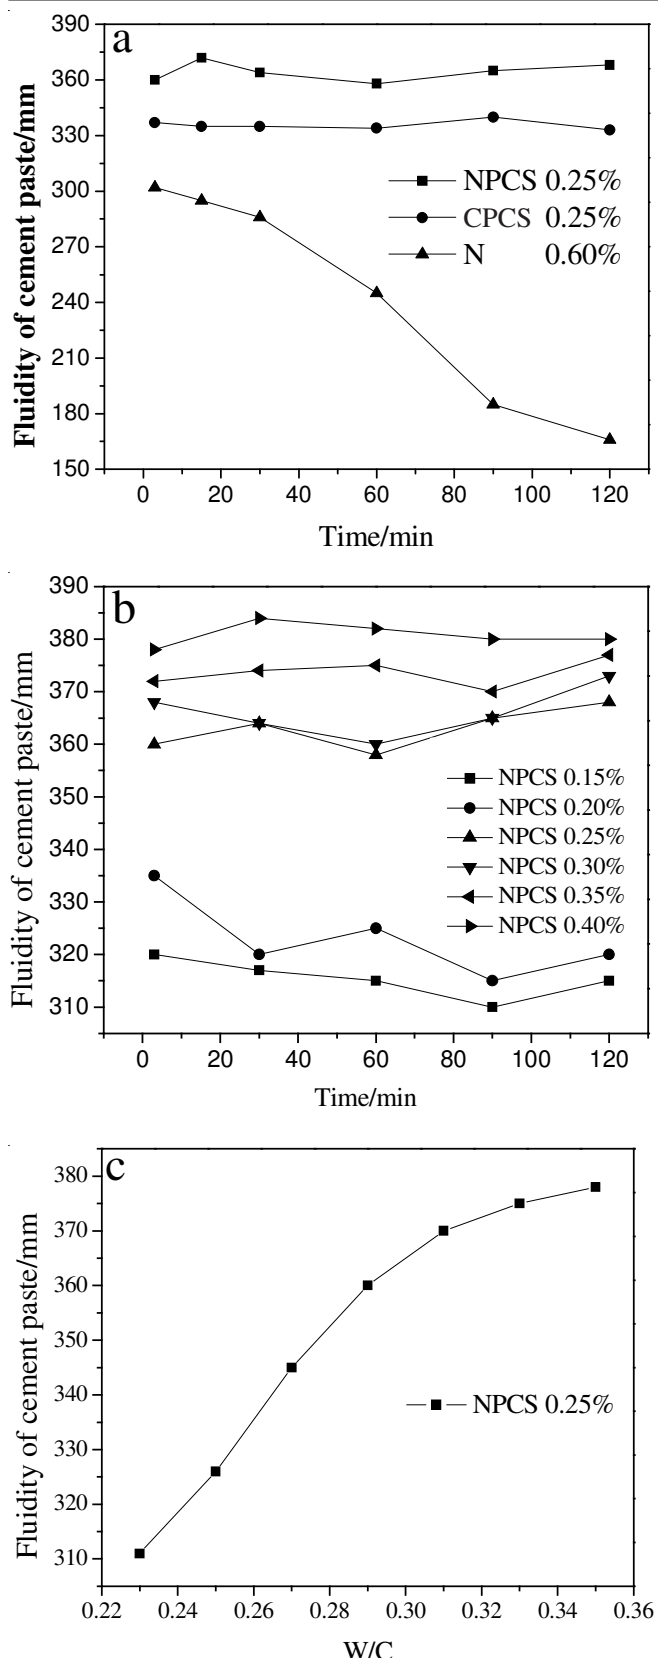 a
390
360
330
300
270
240
210
180
150
Fluidity of cement paste/mm
NPCS 0.25%
CPCS 0.25%
N 0.60%
0 20 40 60 80 100 120
Time/min
b
390
380
370
360
350
340
330
320
310
Fluidity of cement paste/mm
NPCS 0.15%
NPCS 0.20%
NPCS 0.25%
NPCS 0.30%
NPCS 0.35%
NPCS 0.40%
0 20 40 60 80 100 120
Time/min
c
380
370
360
350
340
330
320
310
Fluidity of cement paste/mm
NPCS 0.25%
0.22 0.24 0.26 0.28 0.30 0.32 0.34 0.36
W/C